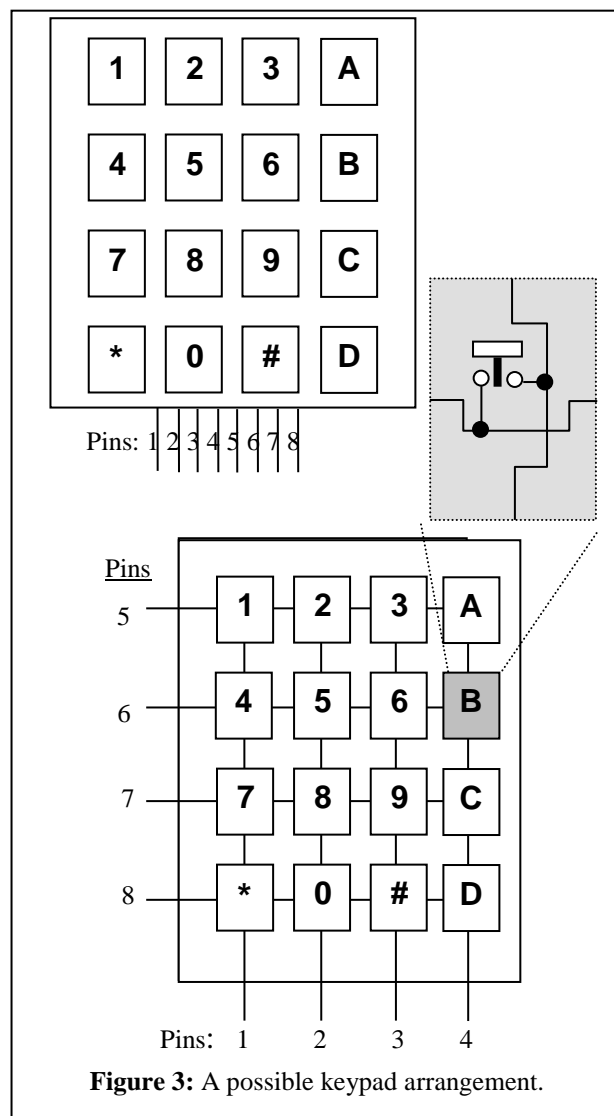 1 2 3 A
4 5 6 B
7 8 9 C
* 0 # D
Pins: 1 2 3 4 5 6 7 8
Pins
5 1 2 3 A
6 4 5 6 B
7 7 8 9 C
8 * 0 # D
Pins: 1 2 3 4
Figure 3: A possible keypad arrangement.